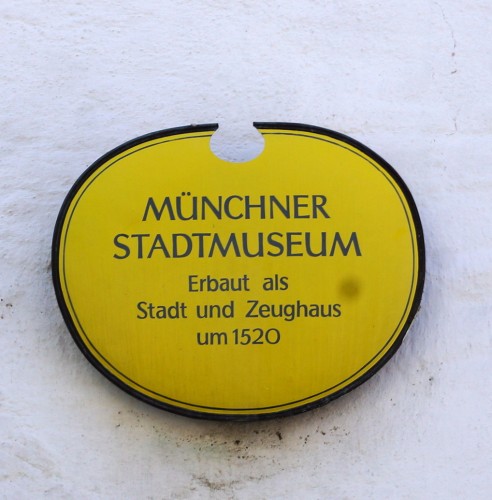 MÜNCHNER
STADTMUSEUM
Erbaut als
Stadt und Zeughaus
um 1520